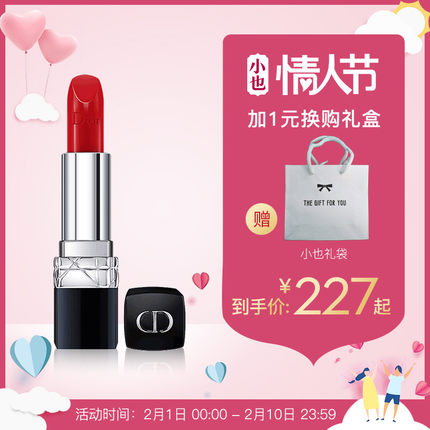 小也
情人节
加1元换购礼盒
Dior
THE GIFT FOR YOU
赠
小也礼袋
到手价:¥227起
CD
活动时间：2月1日 00:00 – 2月10日 23:59